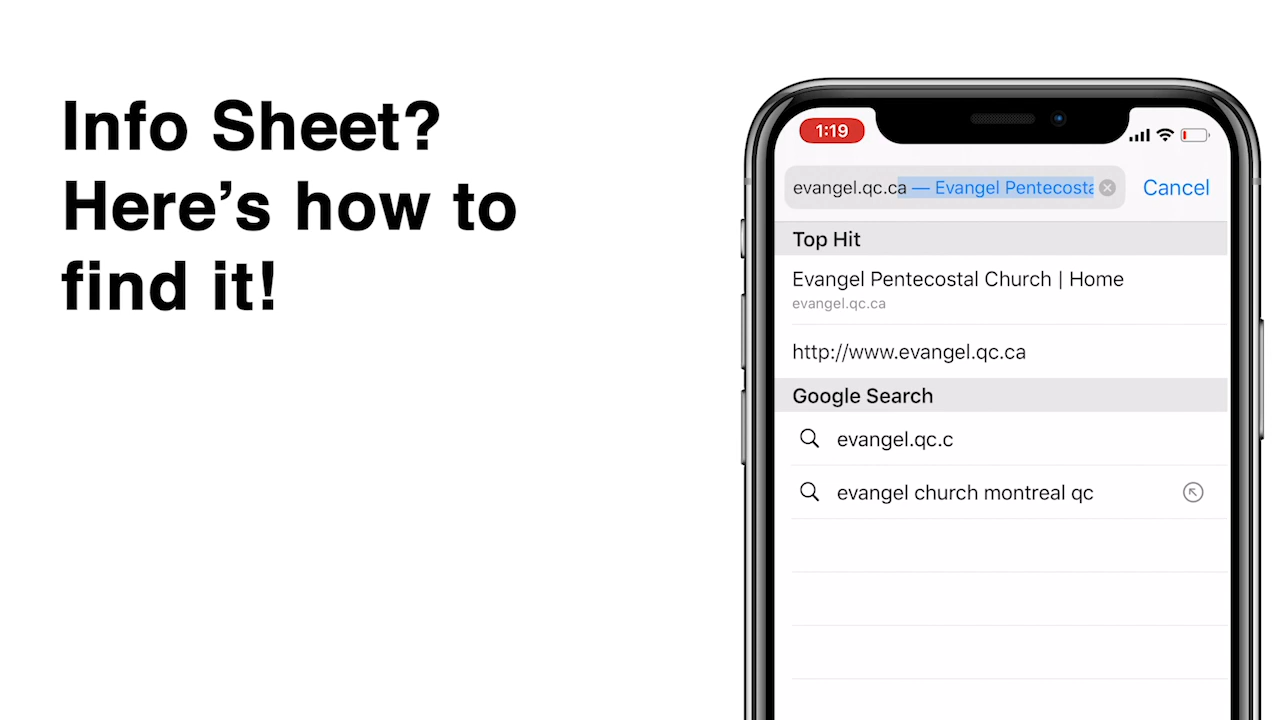 Info Sheet?
Here’s how to
find it!
1:19
evangel.qc.ca — Evangel Pentecosta
Cancel
Top Hit
Evangel Pentecostal Church | Home
evangel.qc.ca
http://www.evangel.qc.ca
Google Search
evangel.qc.c
evangel church montreal qc